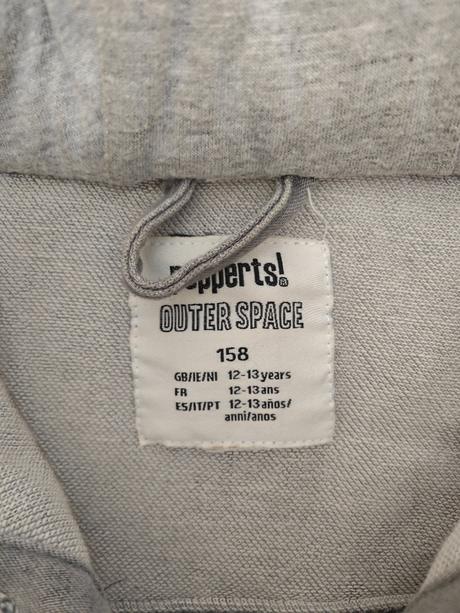 pepperts!®
OUTER SPACE
158
GB/IE/NI 12-13 years
FR 12-13 ans
ES/IT/PT 12-13 años/
anni/anos